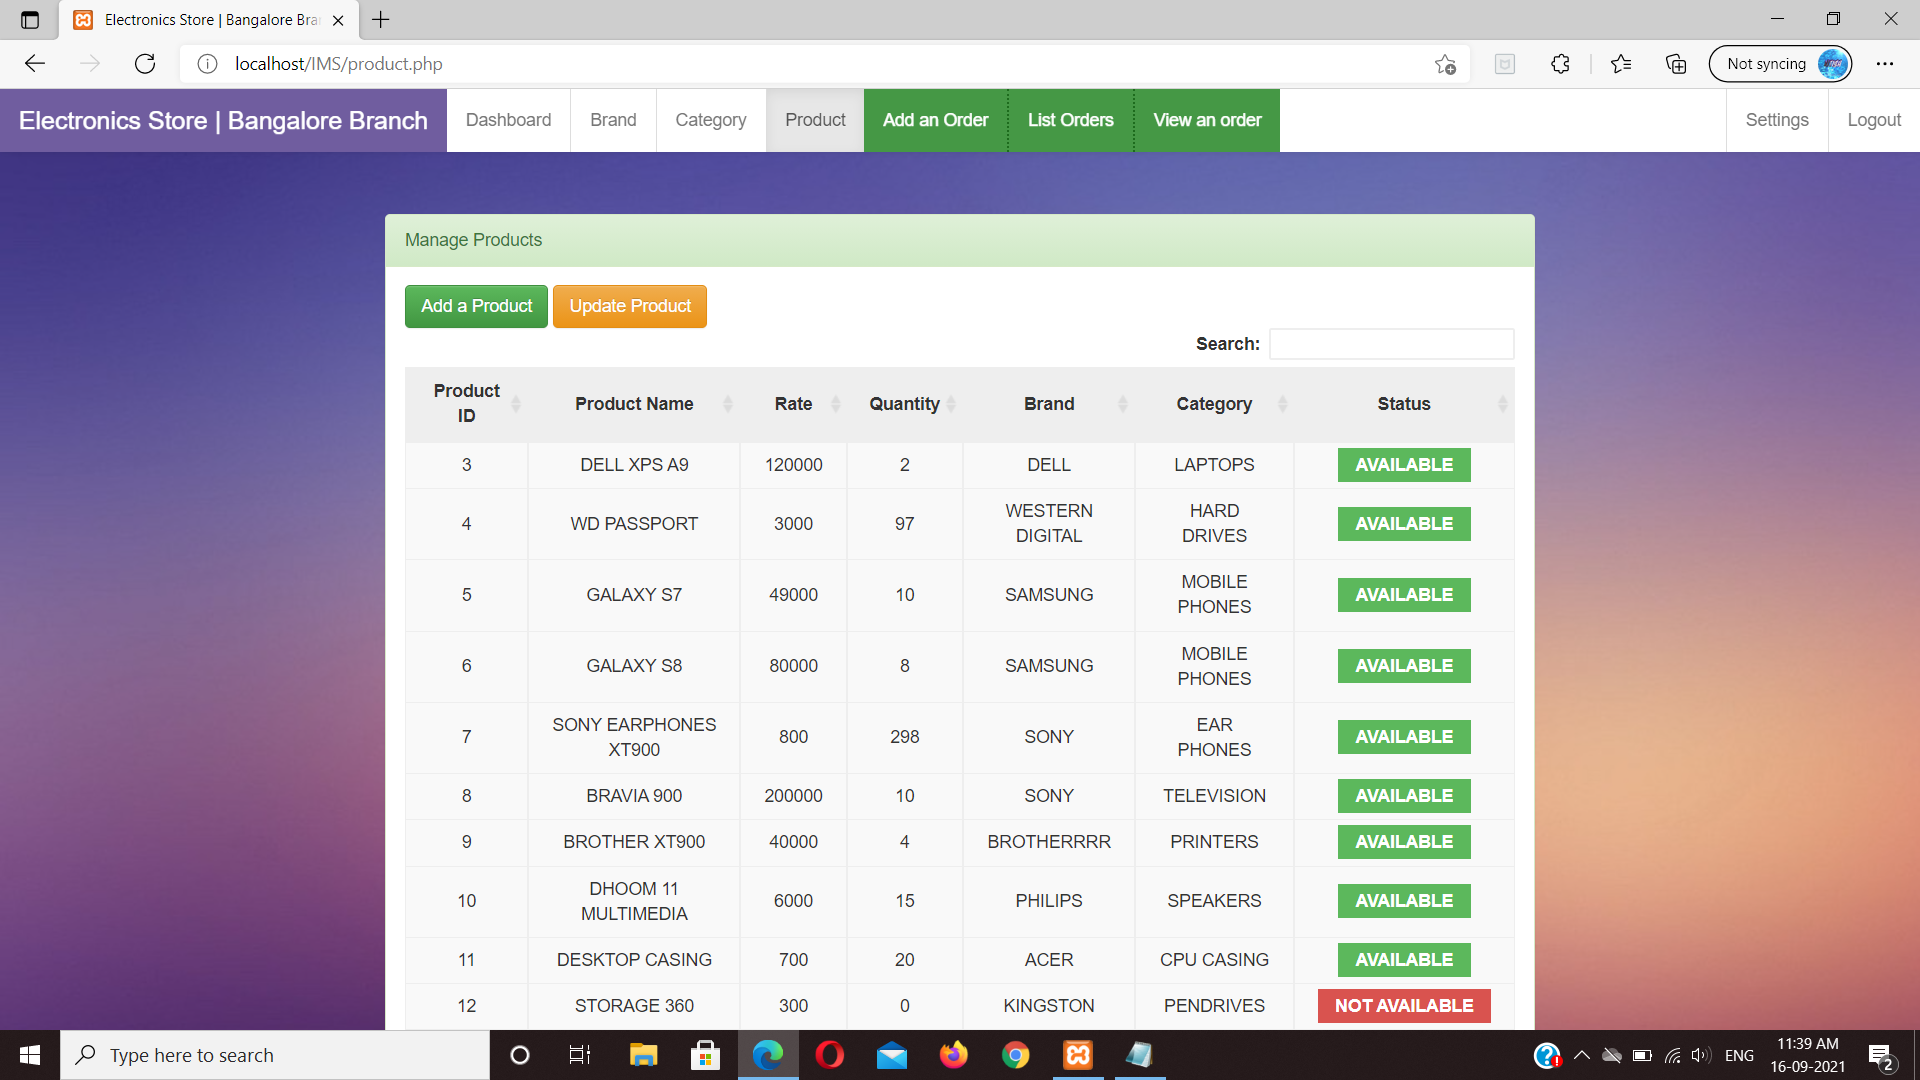 Electronics Store | Bangalore Bra
localhost/IMS/product.php
Not syncing
Electronics Store | Bangalore Branch
Dashboard
Brand
Category
Product
Add an Order
List Orders
View an order
Settings
Logout
Manage Products
Add a Product
Update Product
Search:
Product ID Product Name Rate Quantity Brand Category Status
3 DELL XPS A9 120000 2 DELL LAPTOPS AVAILABLE
4 WD PASSPORT 3000 97 WESTERN DIGITAL HARD DRIVES AVAILABLE
5 GALAXY S7 49000 10 SAMSUNG MOBILE PHONES AVAILABLE
6 GALAXY S8 80000 8 SAMSUNG MOBILE PHONES AVAILABLE
7 SONY EARPHONES XT900 800 298 SONY EAR PHONES AVAILABLE
8 BRAVIA 900 200000 10 SONY TELEVISION AVAILABLE
9 BROTHER XT900 40000 4 BROTHERRRR PRINTERS AVAILABLE
10 DHOOM 11 MULTIMEDIA 6000 15 PHILIPS SPEAKERS AVAILABLE
11 DESKTOP CASING 700 20 ACER CPU CASING AVAILABLE
12 STORAGE 360 300 0 KINGSTON PENDRIVES NOT AVAILABLE
Type here to search
ENG
11:39 AM
16-09-2021
2